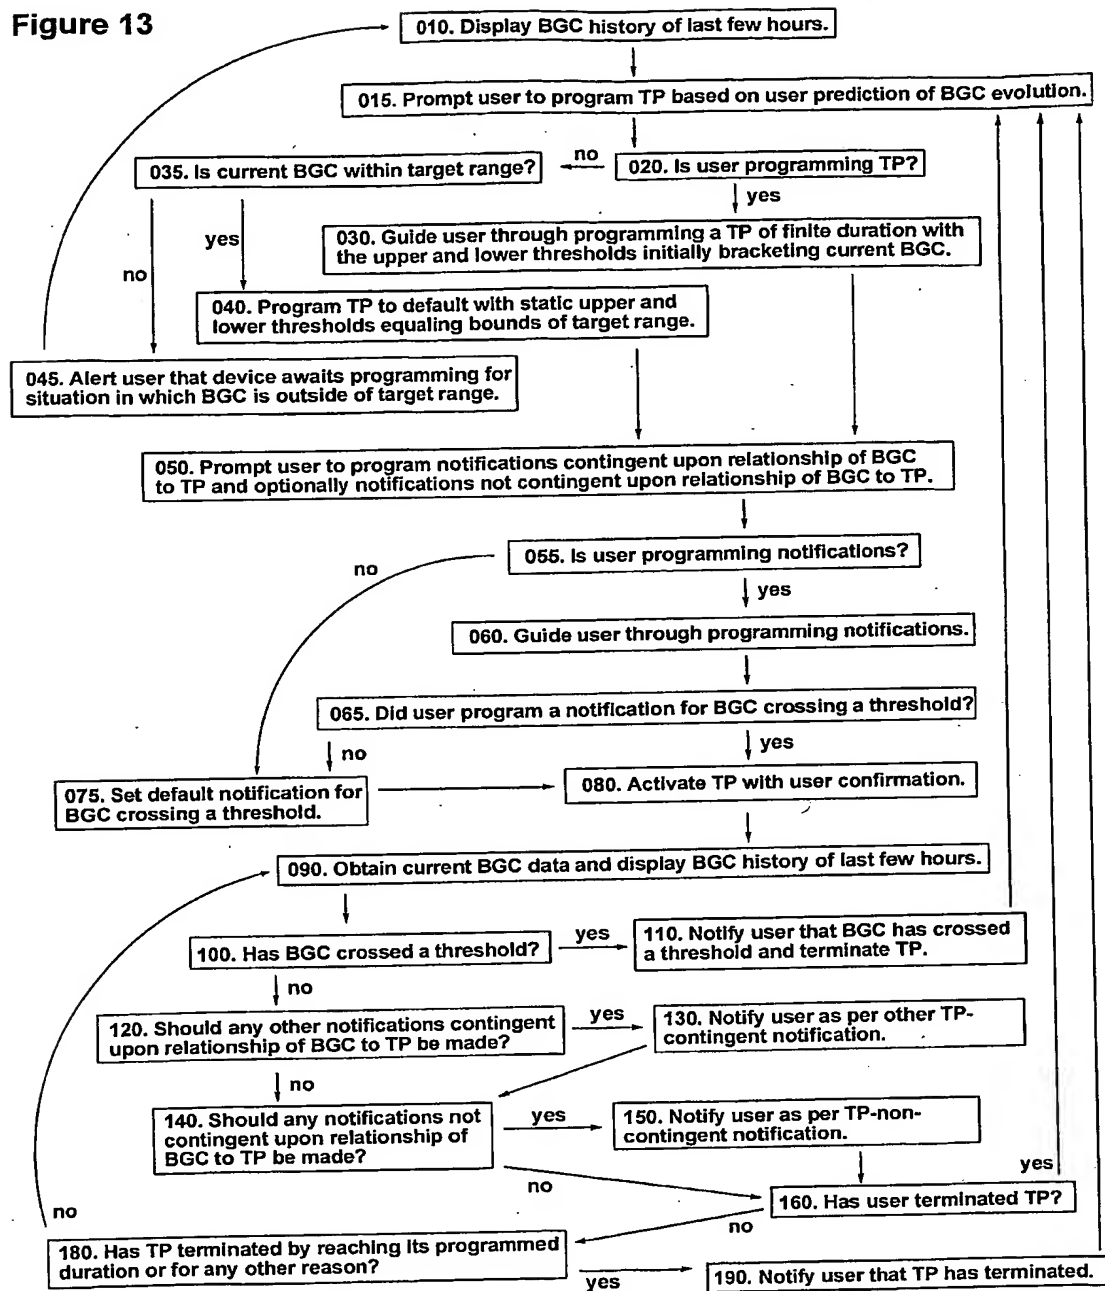 Figure 13
010. Display BGC history of last few hours.
015. Prompt user to program TP based on user prediction of BGC evolution.
035. Is current BGC within target range?
no
020. Is user programming TP?
yes
yes
no
030. Guide user through programming a TP of finite duration with
the upper and lower thresholds initially bracketing current BGC.
040. Program TP to default with static upper and
lower thresholds equaling bounds of target range.
045. Alert user that device awaits programming for
situation in which BGC is outside of target range.
050. Prompt user to program notifications contingent upon relationship of BGC
to TP and optionally notifications not contingent upon relationship of BGC to TP.
055. Is user programming notifications?
no
yes
060. Guide user through programming notifications.
065. Did user program a notification for BGC crossing a threshold?
no
yes
075. Set default notification for
BGC crossing a threshold.
080. Activate TP with user confirmation.
090. Obtain current BGC data and display BGC history of last few hours.
100. Has BGC crossed a threshold?
yes
110. Notify user that BGC has crossed
a threshold and terminate TP.
no
120. Should any other notifications contingent
upon relationship of BGC to TP be made?
yes
130. Notify user as per other TP-
contingent notification.
no
140. Should any notifications not
contingent upon relationship of
BGC to TP be made?
yes
150. Notify user as per TP-non-
contingent notification.
yes
no
160. Has user terminated TP?
no
no
180. Has TP terminated by reaching its programmed
duration or for any other reason?
yes
190. Notify user that TP has terminated.